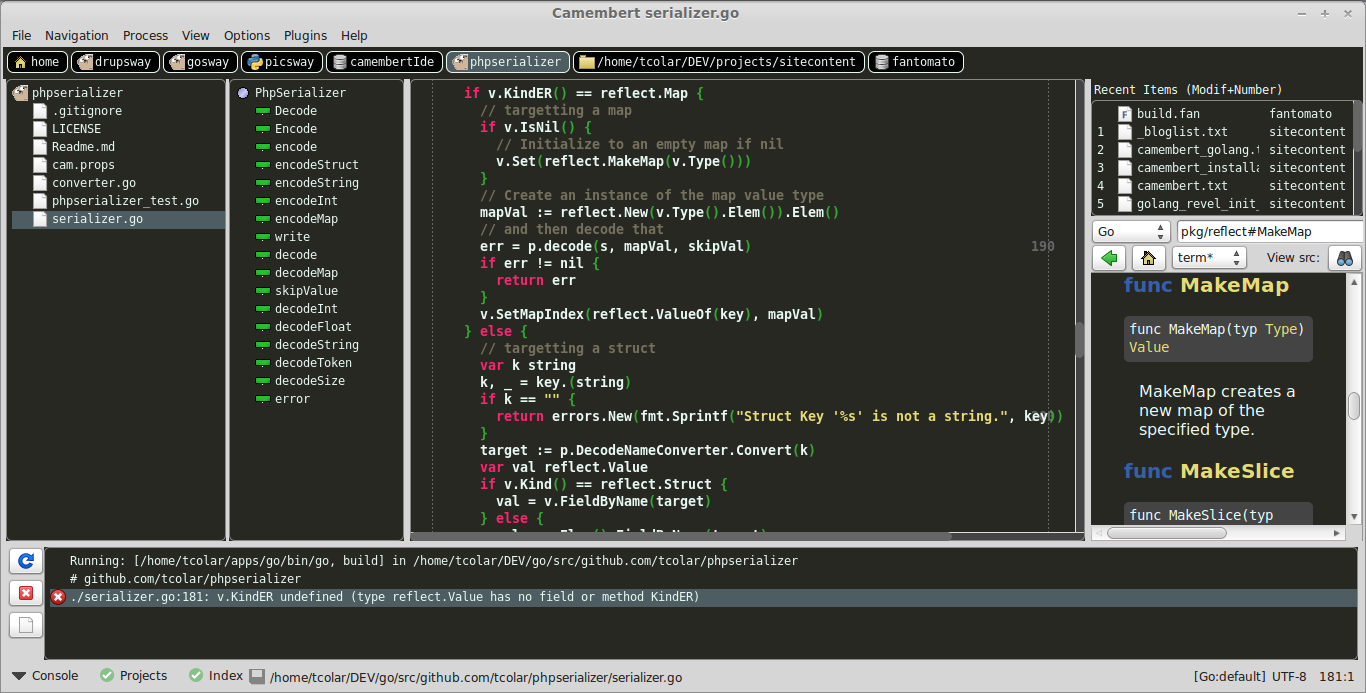 Camembert serializer.go
File Navigation Process View Options Plugins Help
home drupsway gosway picsway camembertIde phpserializer /home/tcolar/DEV/projects/sitecontent fantomato
phpserializer
.gitignore
LICENSE
Readme.md
cam.props
converter.go
phpserializer_test.go
serializer.go
PhpSerializer
Decode
Encode
encode
encodeStruct
encodeString
encodeInt
encodeMap
write
decode
decodeMap
skipValue
decodeInt
decodeFloat
decodeString
decodeToken
decodeSize
error
if v.KindER() == reflect.Map {
// targetting a map
if v.IsNil() {
// Initialize to an empty map if nil
v.Set(reflect.MakeMap(v.Type()))
}
// Create an instance of the map value type
mapVal := reflect.New(v.Type().Elem()).Elem()
// and then decode that
err = p.decode(s, mapVal, skipVal) 190
if err != nil {
return err
}
v.SetMapIndex(reflect.ValueOf(key), mapVal)
} else {
// targetting a struct
var k string
k, _ = key.(string)
if k == "" {
return errors.New(fmt.Sprintf("Struct Key '%s' is not a string.", key))
}
target := p.DecodeNameConverter.Convert(k)
var val reflect.Value
if v.Kind() == reflect.Struct {
val = v.FieldByName(target)
} else {
Recent Items (Modif+Number)
build.fan fantomato
1 _bloglist.txt sitecontent
2 camembert_golang.t sitecontent
3 camembert_installa sitecontent
4 camembert.txt sitecontent
5 golang_revel_init_ sitecontent
Go pkg/reflect#MakeMap
term* View src:
func MakeMap
func MakeMap(typ Type)
Value
MakeMap creates a
new map of the
specified type.
func MakeSlice
func MakeSlice(typ
Running: [/home/tcolar/apps/go/bin/go, build] in /home/tcolar/DEV/go/src/github.com/tcolar/phpserializer
# github.com/tcolar/phpserializer
./serializer.go:181: v.KindER undefined (type reflect.Value has no field or method KindER)
Console Projects Index /home/tcolar/DEV/go/src/github.com/tcolar/phpserializer/serializer.go [Go:default] UTF-8 181:1